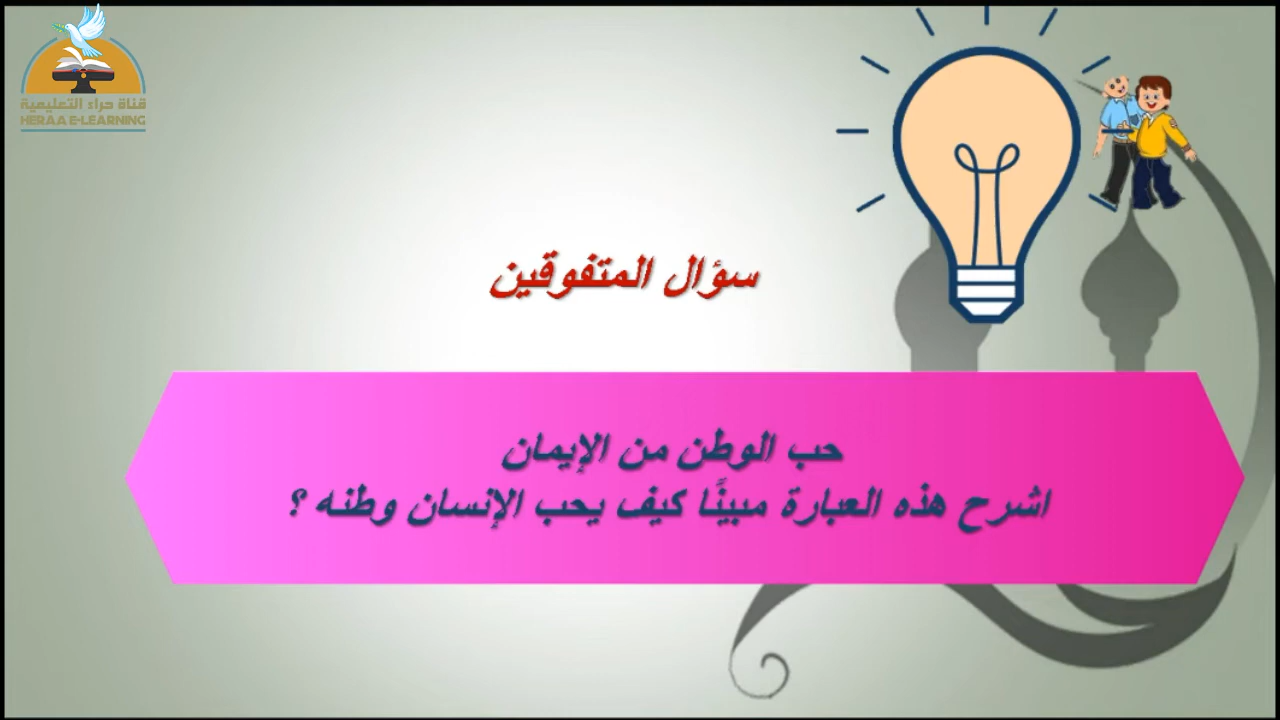 قناة حراء التعليمية
HERAA E-LEARNING
سؤال المتفوقين
حب الوطن من الإيمان
اشرح هذه العبارة مبينًا كيف يحب الإنسان وطنه ؟